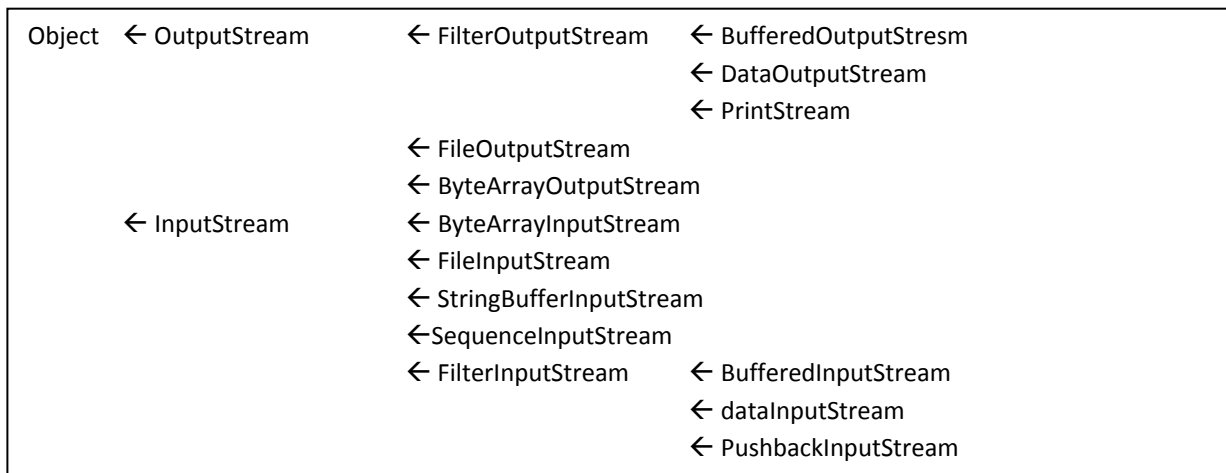 Object ← OutputStream ← FilterOutputStream ← BufferedOutputStresm
← DataOutputStream
← PrintStream
← FileOutputStream
← ByteArrayOutputStream
← InputStream ← ByteArrayInputStream
← FileInputStream
← StringBufferInputStream
←SequenceInputStream
← FilterInputStream ← BufferedInputStream
← dataInputStream
← PushbackInputStream